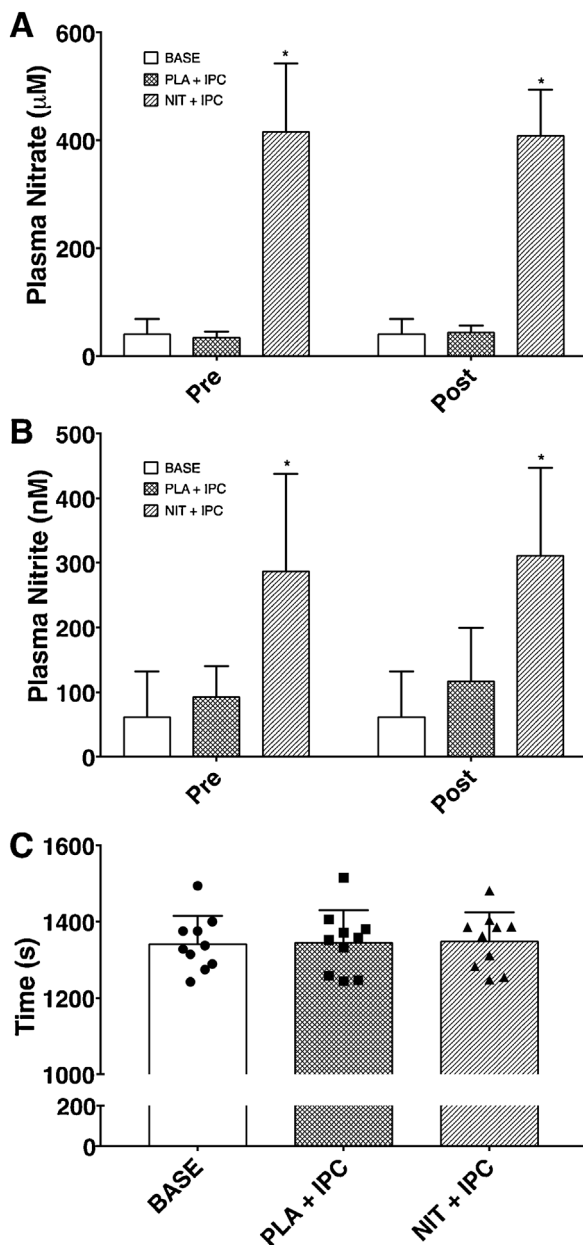 A
Plasma Nitrate (μM)
600
400
200
0
BASE
PLA + IPC
NIT + IPC
*
*
Pre
Post
B
Plasma Nitrite (nM)
500
400
300
200
100
0
BASE
PLA + IPC
NIT + IPC
*
*
Pre
Post
C
Time (s)
1600
1400
1200
1000
200
0
BASE
PLA + IPC
NIT + IPC